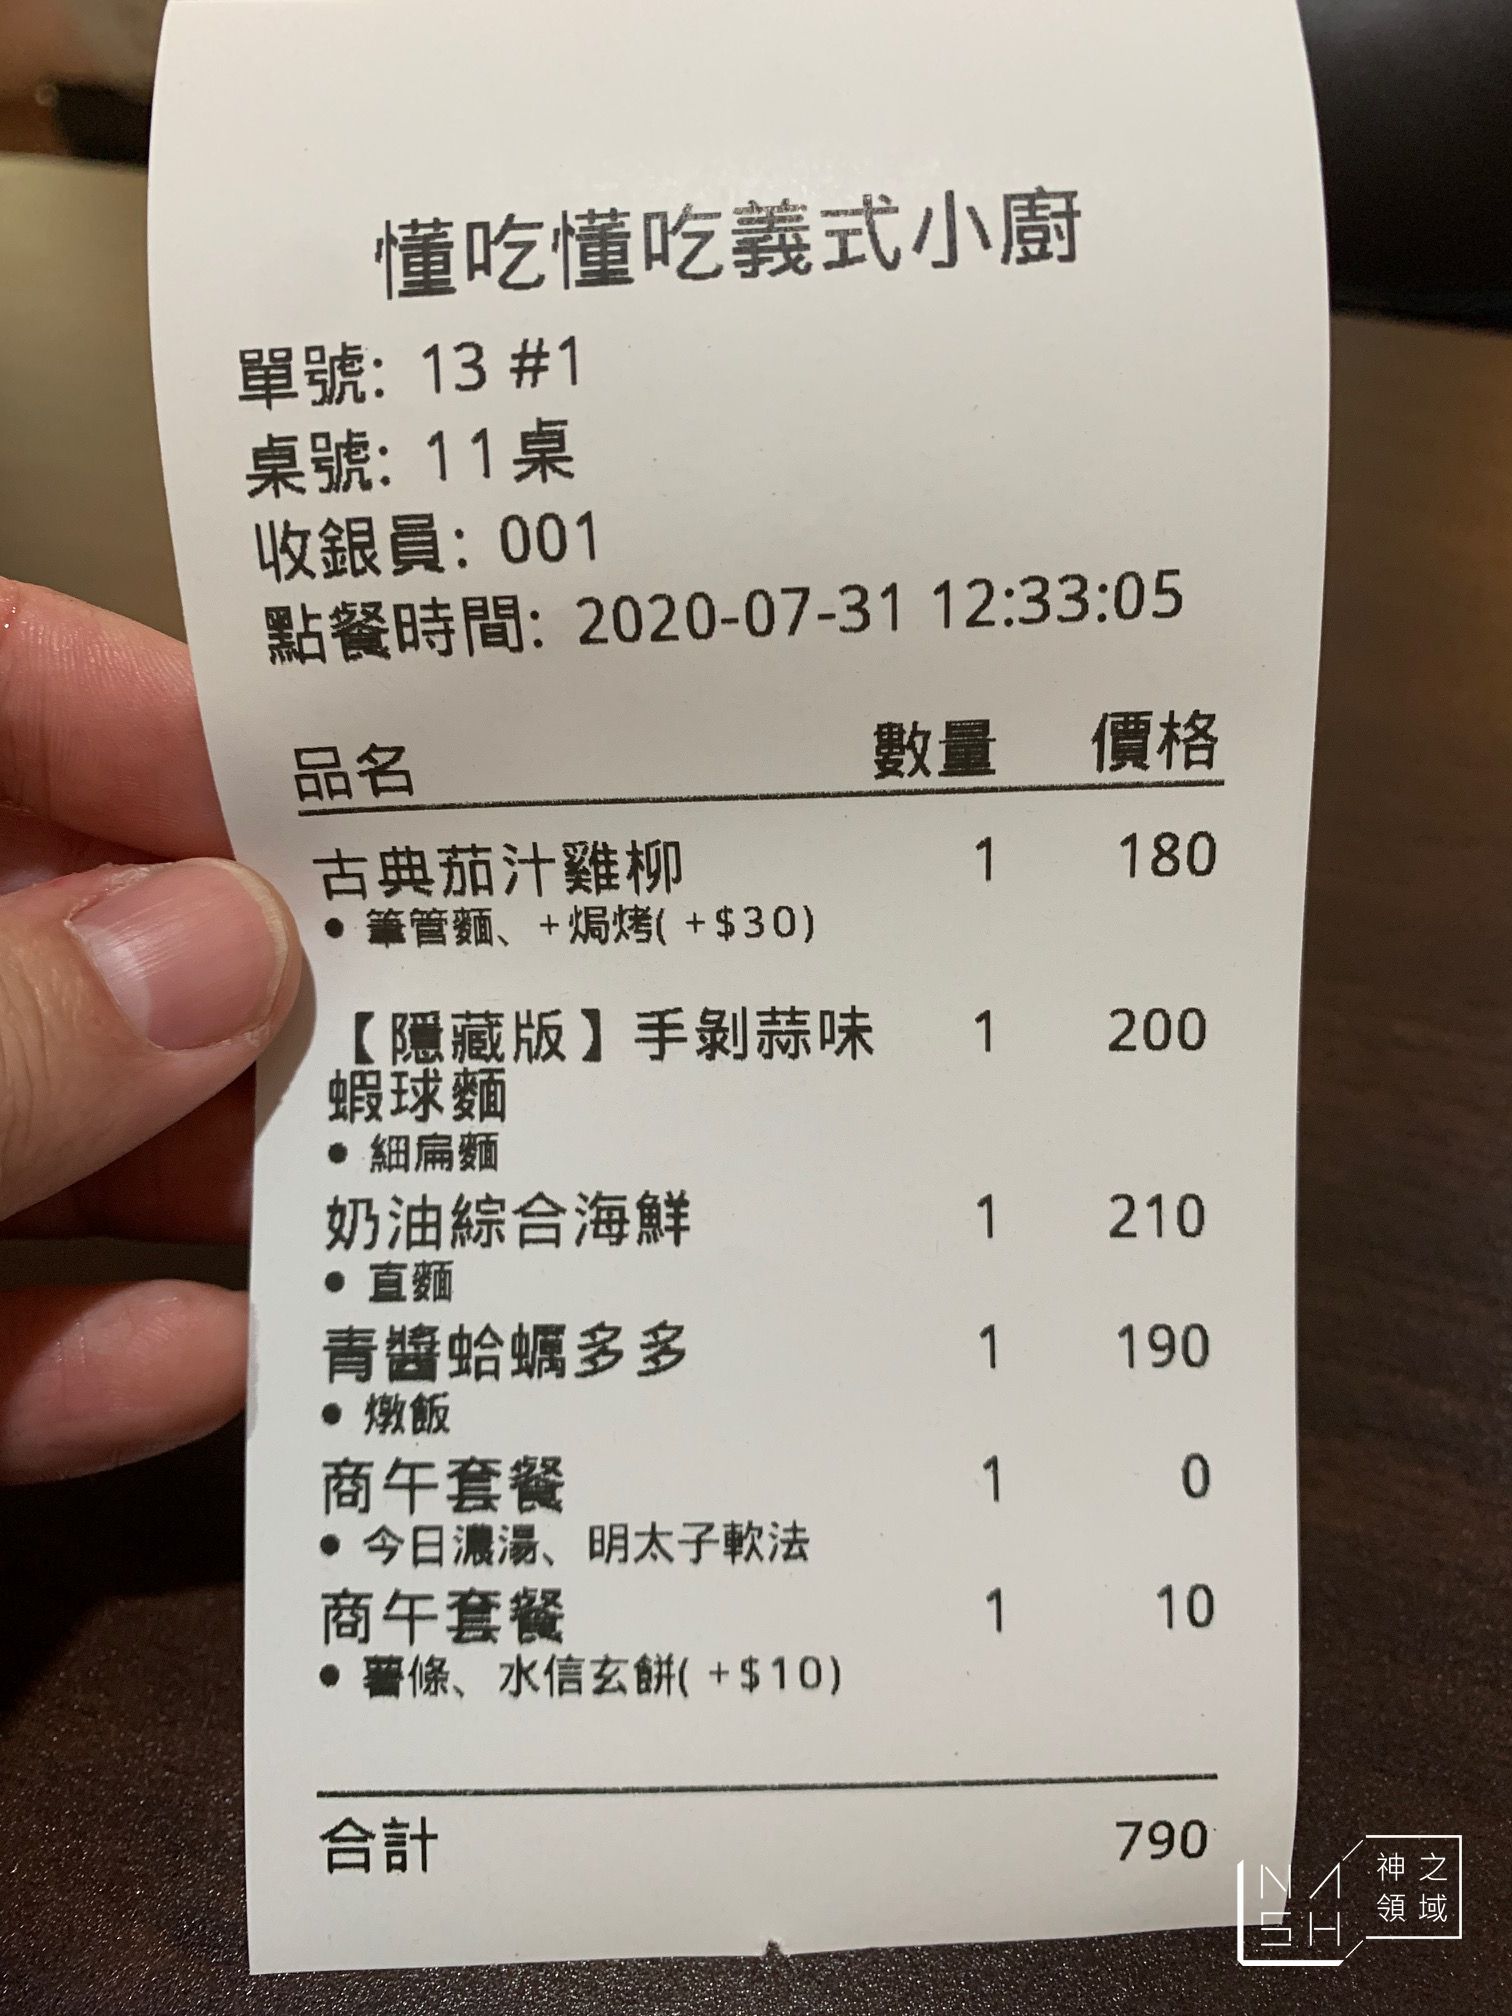 懂吃懂吃義式小廚
單號: 13 #1
桌號: 11桌
收銀員: 001
點餐時間: 2020-07-31 12:33:05
品名 數量 價格
古典茄汁雞柳 1 180
• 筆管麵、+焗烤( +$30)
【隱藏版】手剝蒜味 1 200
蝦球麵
• 細扁麵
奶油綜合海鮮 1 210
• 直麵
青醬蛤蠣多多 1 190
• 燉飯
商午套餐 1 0
• 今日濃湯、明太子軟法
商午套餐 1 10
• 薯條、水信玄餅( +$10)
合計 790
NASH
神之
領域